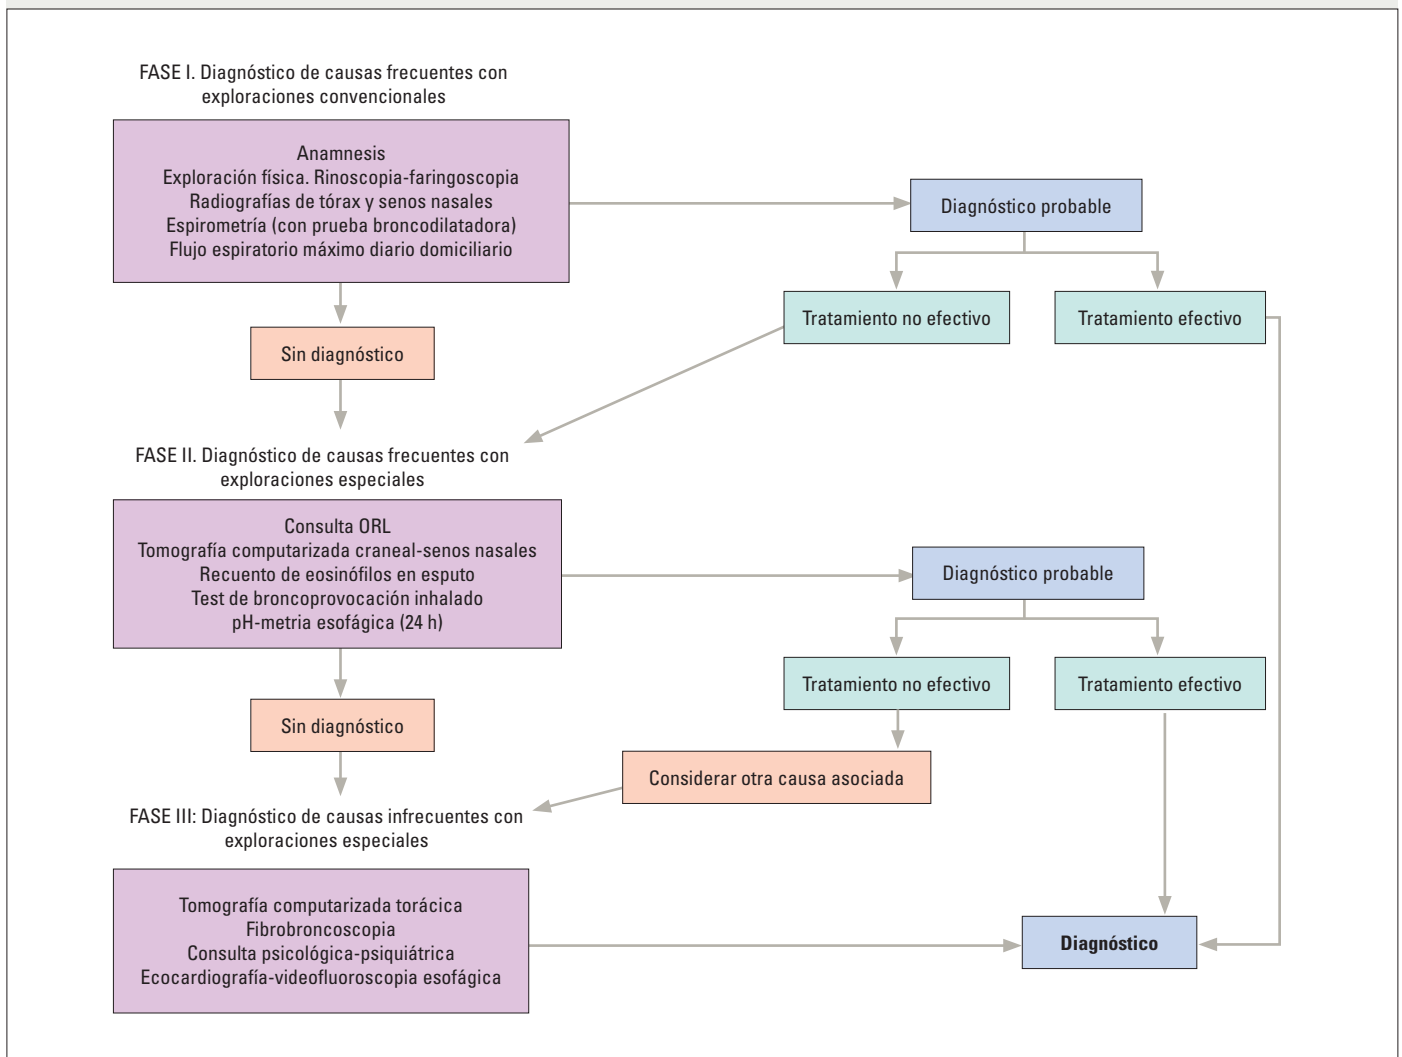 FASE I. Diagnóstico de causas frecuentes con
exploraciones convencionales
Anamnesis
Exploración física. Rinoscopia-faringoscopia
Radiografías de tórax y senos nasales
Espirometría (con prueba broncodilatadora)
Flujo espiratorio máximo diario domiciliario
Diagnóstico probable
Tratamiento no efectivo
Tratamiento efectivo
Sin diagnóstico
FASE II. Diagnóstico de causas frecuentes con
exploraciones especiales
Consulta ORL
Tomografía computarizada craneal-senos nasales
Recuento de eosinófilos en esputo
Test de broncoprovocación inhalado
pH-metria esofágica (24 h)
Diagnóstico probable
Tratamiento no efectivo
Tratamiento efectivo
Sin diagnóstico
Considerar otra causa asociada
FASE III: Diagnóstico de causas infrecuentes con
exploraciones especiales
Tomografía computarizada torácica
Fibrobroncoscopia
Consulta psicológica-psiquiátrica
Ecocardiografía-videofluoroscopia esofágica
Diagnóstico